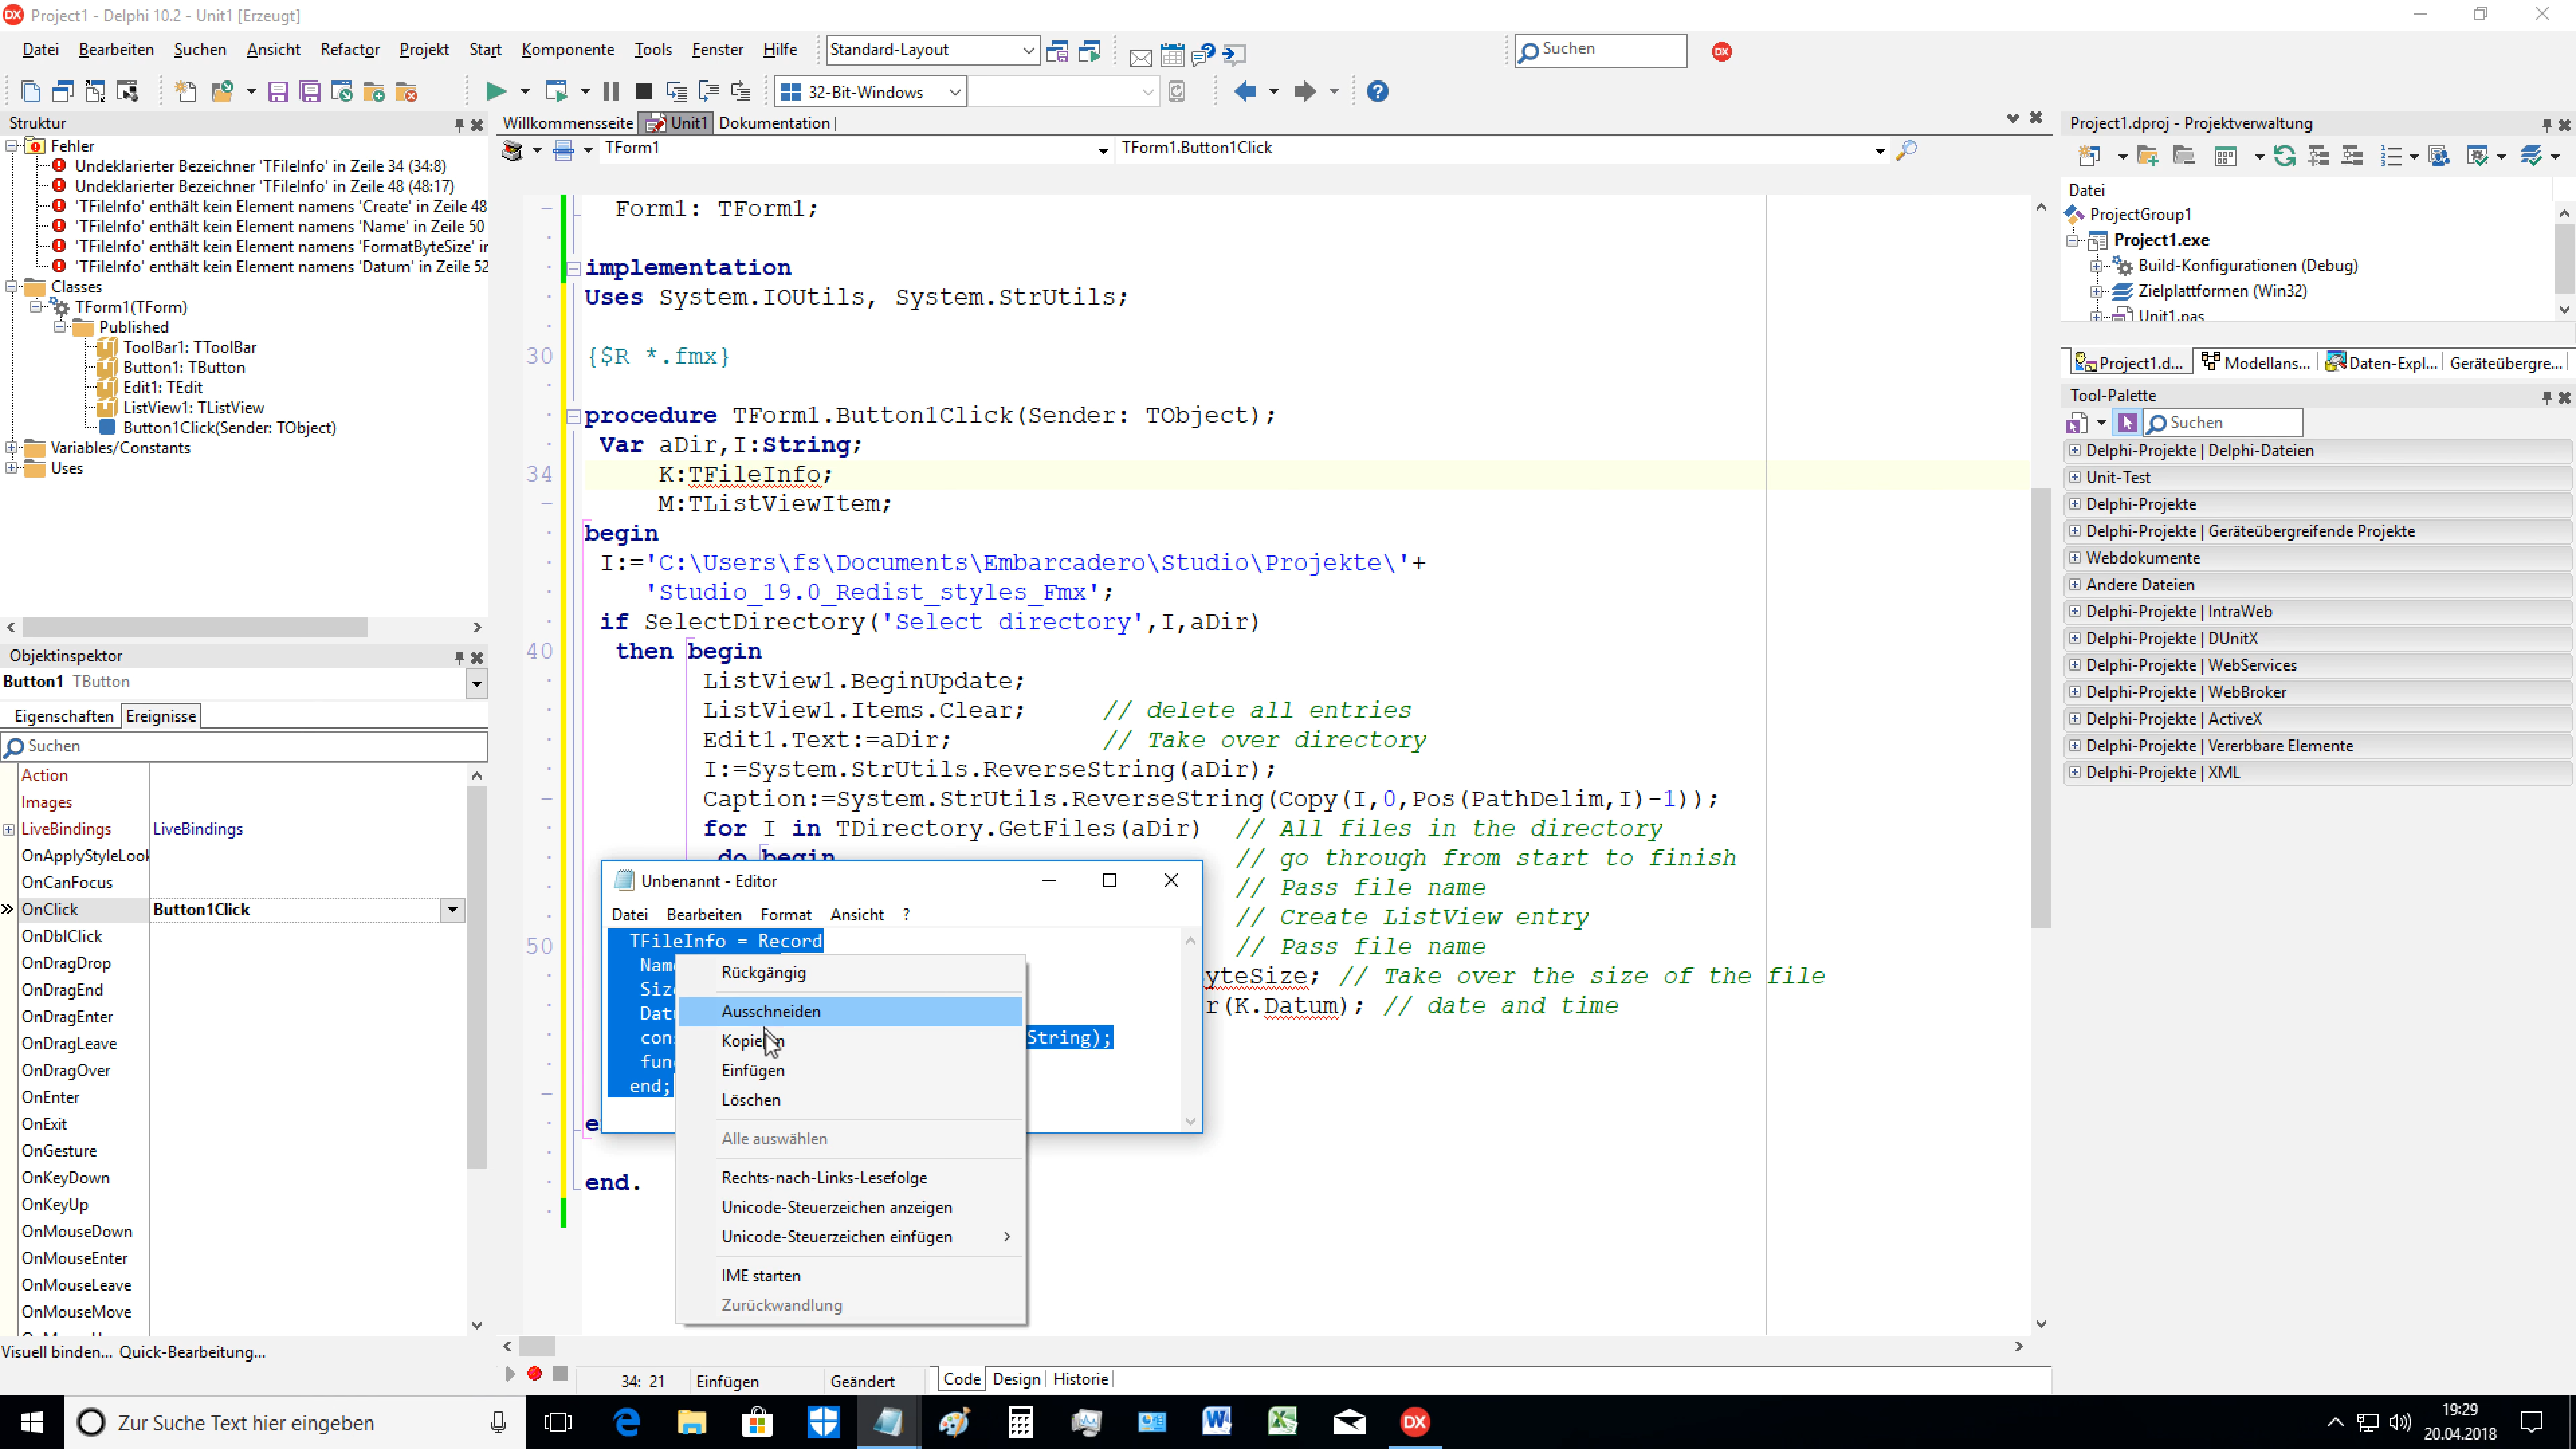 Project1 - Delphi 10.2 - Unit1 [Erzeugt]
Datei Bearbeiten Suchen Ansicht Refactor Projekt Start Komponente Tools Fenster Hilfe Standard-Layout Suchen DX
32-Bit-Windows
Struktur
Fehler
Undeklarierter Bezeichner 'TFileInfo' in Zeile 34 (34:8)
Undeklarierter Bezeichner 'TFileInfo' in Zeile 48 (48:17)
'TFileInfo' enthält kein Element namens 'Create' in Zeile 48
'TFileInfo' enthält kein Element namens 'Name' in Zeile 50
'TFileInfo' enthält kein Element namens 'FormatByteSize' ir
'TFileInfo' enthält kein Element namens 'Datum' in Zeile 52
Classes
TForm1(TForm)
Published
ToolBar1: TToolBar
Button1: TButton
Edit1: TEdit
ListView1: TListView
Button1Click(Sender: TObject)
Variables/Constants
Uses
Objektinspektor
Button1 TButton
Eigenschaften Ereignisse
Suchen
Action
Images
LiveBindings LiveBindings
OnApplyStyleLool
OnCanFocus
OnClick Button1Click
OnDblClick
OnDragDrop
OnDragEnd
OnDragEnter
OnDragLeave
OnDragOver
OnEnter
OnExit
OnGesture
OnKeyDown
OnKeyUp
OnMouseDown
OnMouseEnter
OnMouseLeave
OnMouseMove
Visuell binden... Quick-Bearbeitung...
Willkommensseite Unit1 Dokumentation
TForm1 TForm1.Button1Click
Form1: TForm1;
implementation
Uses System.IOUtils, System.StrUtils;
30 {$R *.fmx}
procedure TForm1.Button1Click(Sender: TObject);
Var aDir,I:String;
34 K:TFileInfo;
M:TListViewItem;
begin
I:='C:\Users\fs\Documents\Embarcadero\Studio\Projekte\'+
'Studio_19.0_Redist_styles_Fmx';
if SelectDirectory('Select directory',I,aDir)
40 then begin
ListView1.BeginUpdate;
ListView1.Items.Clear; // delete all entries
Edit1.Text:=aDir; // Take over directory
I:=System.StrUtils.ReverseString(aDir);
Caption:=System.StrUtils.ReverseString(Copy(I,0,Pos(PathDelim,I)-1));
for I in TDirectory.GetFiles(aDir) // All files in the directory
do begin // go through from start to finish
// Pass file name
// Create ListView entry
50 // Pass file name
yteSize; // Take over the size of the file
r(K.Datum); // date and time
e
end.
Unbenannt - Editor
Datei Bearbeiten Format Ansicht ?
TFileInfo = Record
Nam
Siz
Dat
con String);
fun
end;
Rückgängig
Ausschneiden
Kopieren
Einfügen
Löschen
Alle auswählen
Rechts-nach-Links-Lesefolge
Unicode-Steuerzeichen anzeigen
Unicode-Steuerzeichen einfügen
IME starten
Zurückwandlung
34: 21 Einfügen Geändert Code Design Historie
Project1.dproj - Projektverwaltung
Datei
ProjectGroup1
Project1.exe
Build-Konfigurationen (Debug)
Zielplattformen (Win32)
Unit1.pas
Project1.d... Modellans... Daten-Expl... Geräteübergre...
Tool-Palette
Suchen
Delphi-Projekte | Delphi-Dateien
Unit-Test
Delphi-Projekte
Delphi-Projekte | Geräteübergreifende Projekte
Webdokumente
Andere Dateien
Delphi-Projekte | IntraWeb
Delphi-Projekte | DUnitX
Delphi-Projekte | WebServices
Delphi-Projekte | WebBroker
Delphi-Projekte | ActiveX
Delphi-Projekte | Vererbbare Elemente
Delphi-Projekte | XML
Zur Suche Text hier eingeben
DX
19:29
20.04.2018